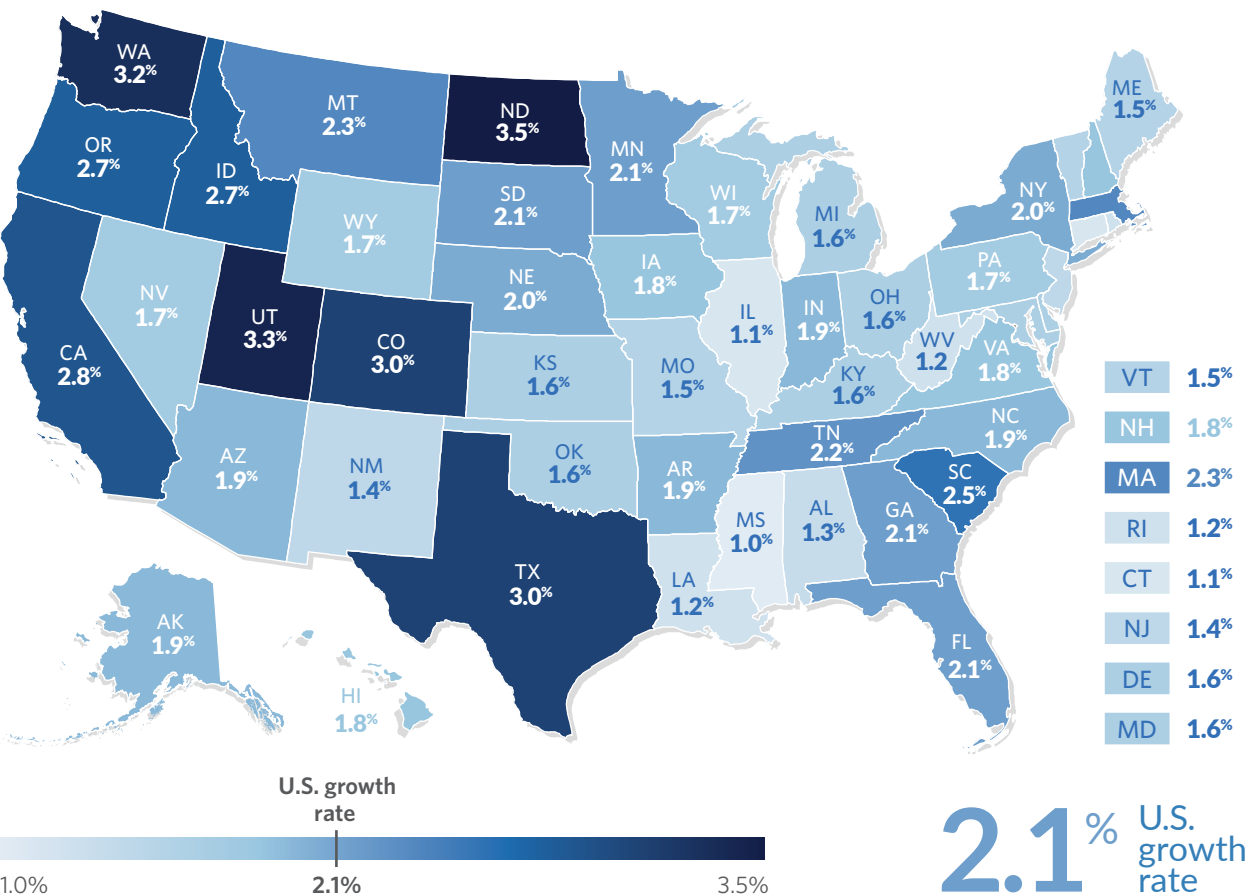 WA
3.2%
OR
2.7%
ID
2.7%
MT
2.3%
ND
3.5%
MN
2.1%
SD
2.1%
WY
1.7%
WI
1.7%
MI
1.6%
NY
2.0%
ME
1.5%
NV
1.7%
UT
3.3%
CO
3.0%
NE
2.0%
IA
1.8%
IL
1.1%
IN
1.9%
OH
1.6%
PA
1.7%
WV
1.2
VA
1.8%
CA
2.8%
KS
1.6%
MO
1.5%
KY
1.6%
NC
1.9%
TN
2.2%
AZ
1.9%
NM
1.4%
OK
1.6%
AR
1.9%
SC
2.5%
MS
1.0%
AL
1.3%
GA
2.1%
TX
3.0%
LA
1.2%
FL
2.1%
AK
1.9%
HI
1.8%
VT 1.5%
NH 1.8%
MA 2.3%
RI 1.2%
CT 1.1%
NJ 1.4%
DE 1.6%
MD 1.6%
U.S. growth
rate
1.0% 2.1% 3.5%
2.1% U.S.
growth
rate